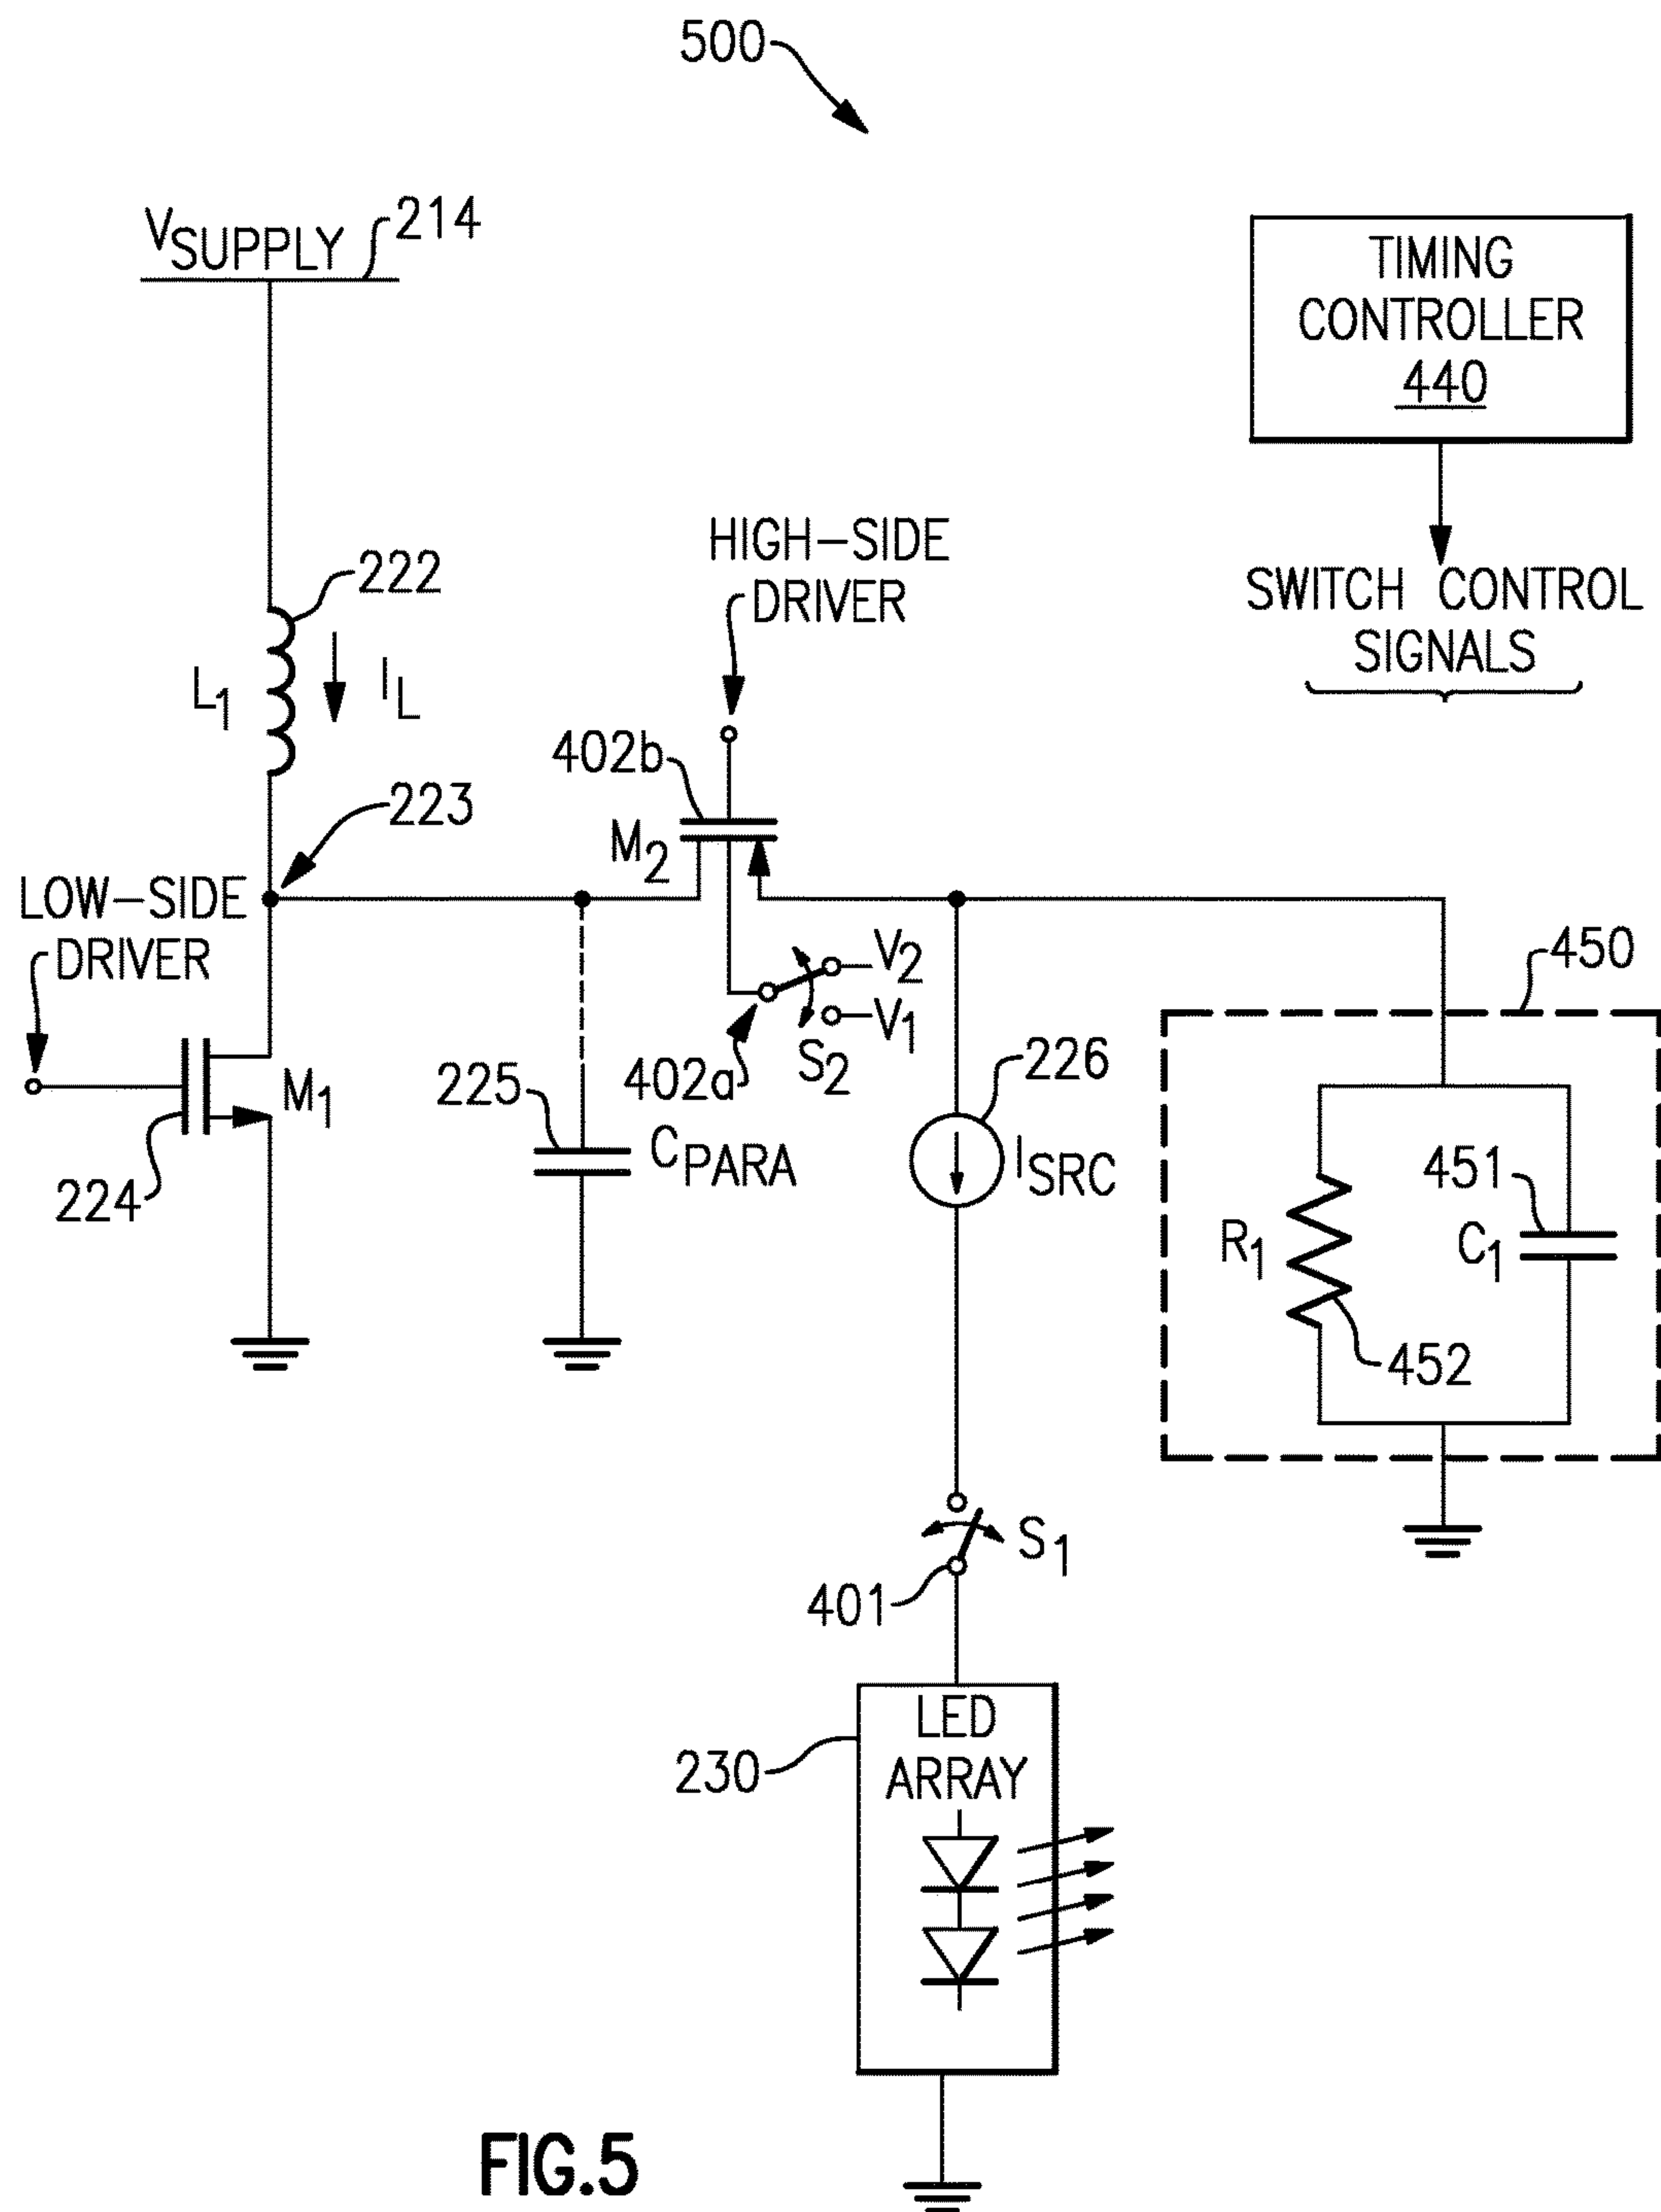 500
VSUPPLY
214
TIMING
CONTROLLER
440
SWITCH CONTROL
SIGNALS
HIGH-SIDE
DRIVER
222
L1
IL
402b
M2
223
LOW-SIDE
DRIVER
V2
V1
S2
402a
450
M1
224
225
CPARA
226
ISRC
451
R1
C1
452
S1
401
LED
ARRAY
230
FIG.5